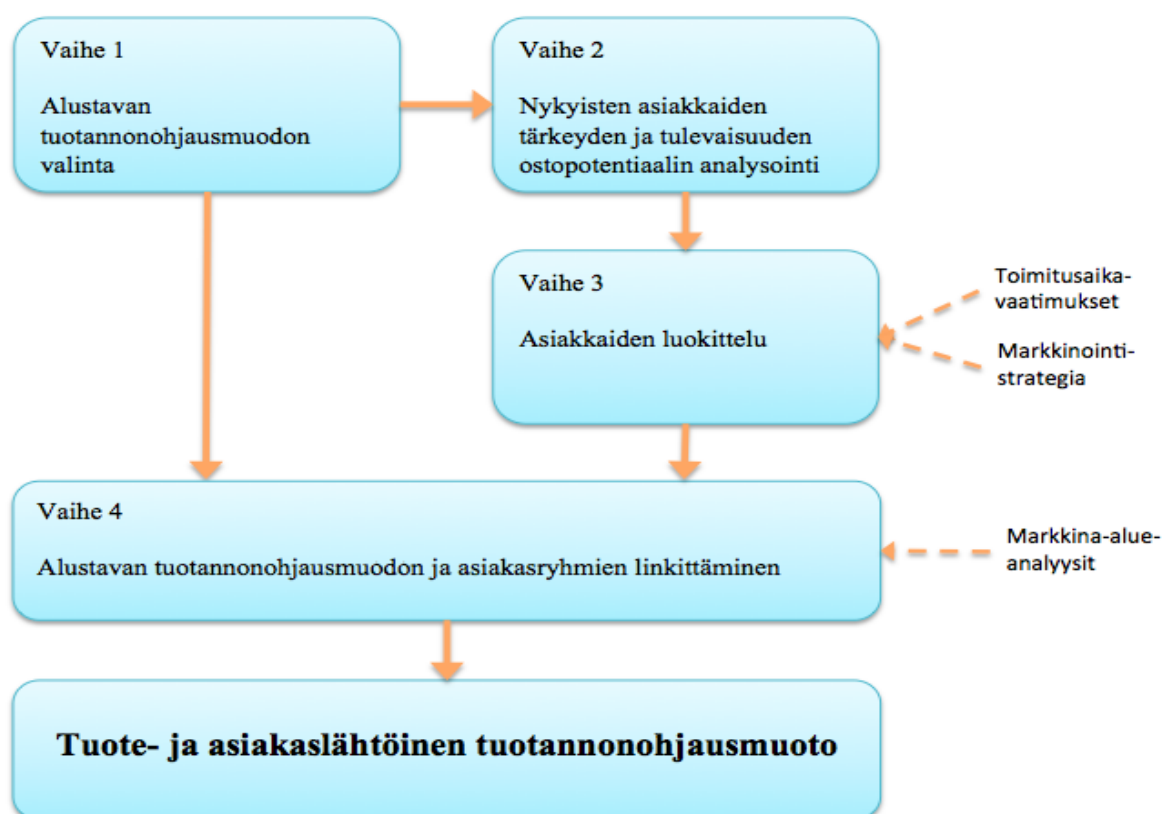 Vaihe 1
Alustavan
tuotannonohjausmuodon
valinta
Vaihe 2
Nykyisten asiakkaiden
tärkeyden ja tulevaisuuden
ostopotentiaalin analysointi
Vaihe 3
Asiakkaiden luokittelu
Toimitusaika-
vaatimukset
Markkinointi-
strategia
Vaihe 4
Alustavan tuotannonohjausmuodon ja asiakasryhmien linkittäminen
Markkina-alue-
analyysit
Tuote- ja asiakaslähtöinen tuotannonohjausmuoto